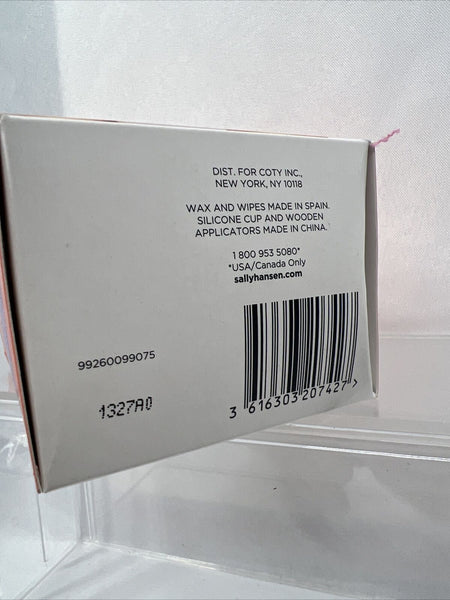 DIST. FOR COTY INC.,
NEW YORK, NY 10118
WAX AND WIPES MADE IN SPAIN.
SILICONE CUP AND WOODEN
APPLICATORS MADE IN CHINA.
1 800 953 5080*
*USA/Canada Only
sallyhansen.com
99260099075
1327A0
3 616303 207427 >